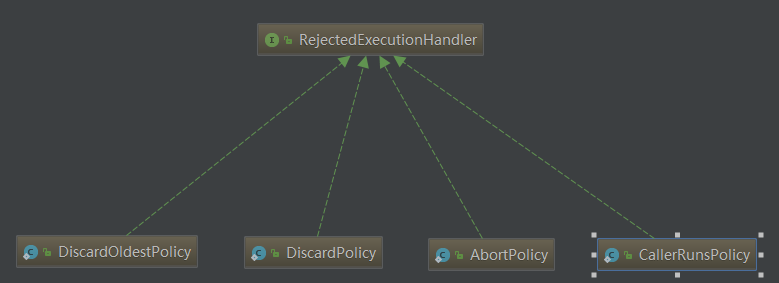 RejectedExecutionHandler
DiscardOldestPolicy
DiscardPolicy
AbortPolicy
CallerRunsPolicy